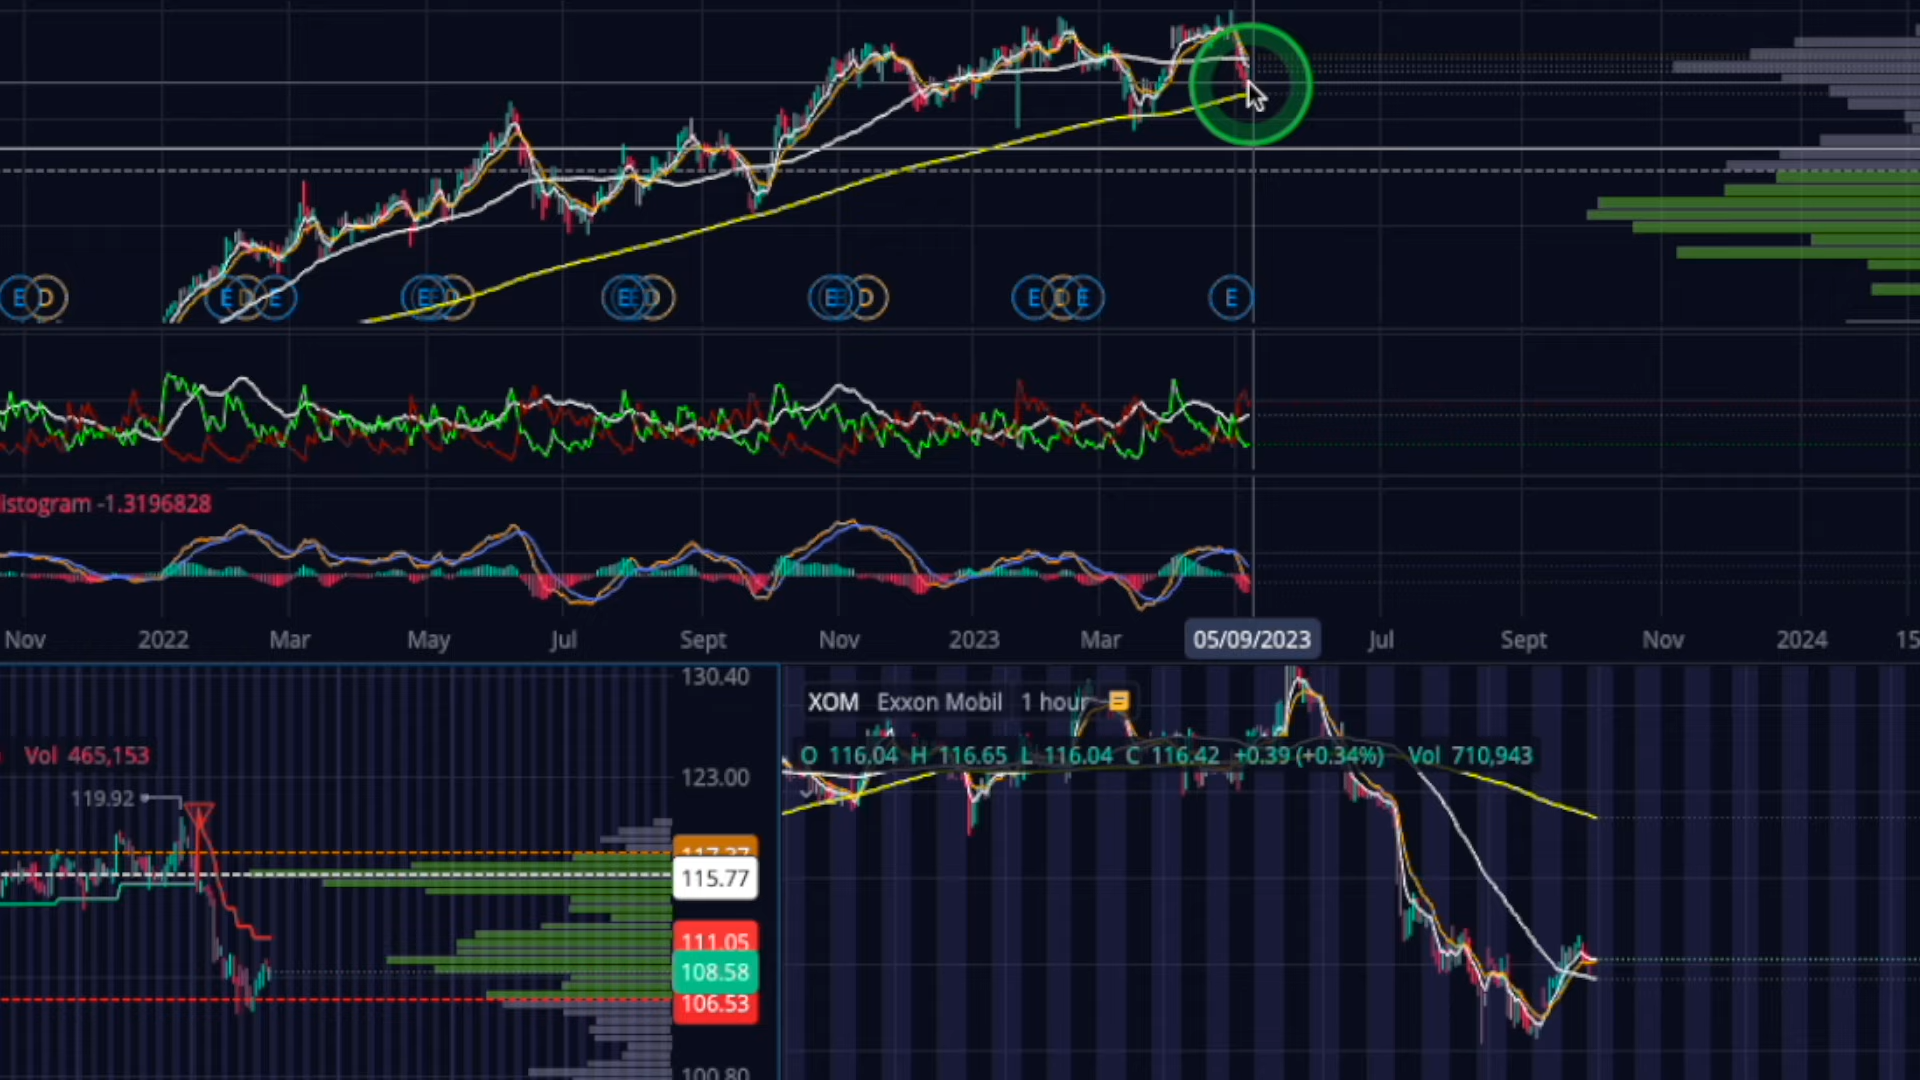 E D E D E E D E D E D E D E E
istogram -1.3196828
Nov 2022 Mar May Jul Sept Nov 2023 Mar 05/09/2023 Jul Sept Nov 2024 15
130.40
XOM Exxon Mobil 1 hour
Vol 465,153
O 116.04 H 116.65 L 116.04 C 116.42 +0.39 (+0.34%) Vol 710,943
123.00
119.92
117.37
115.77
111.05
108.58
106.53
100.80